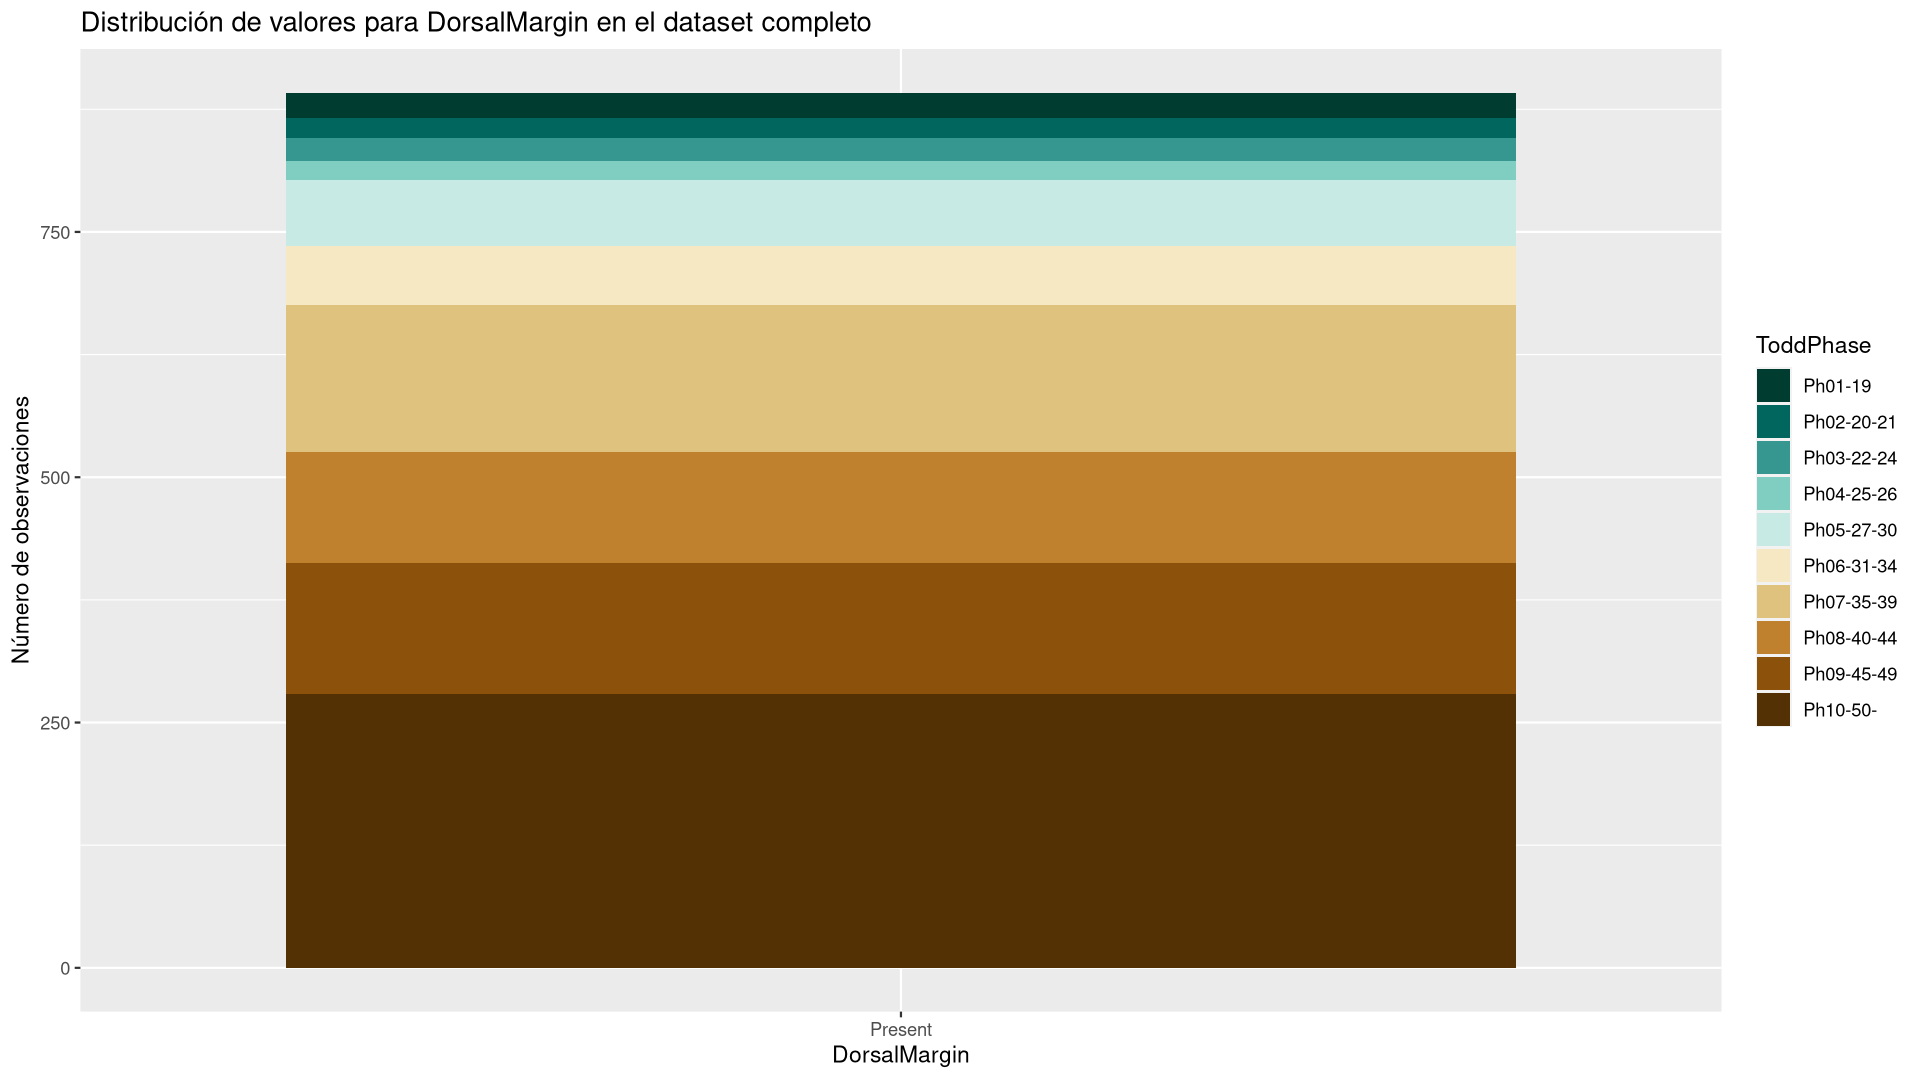 Distribución de valores para DorsalMargin en el dataset completo
Número de observaciones
750
500
250
0
Present
DorsalMargin
ToddPhase
Ph01-19
Ph02-20-21
Ph03-22-24
Ph04-25-26
Ph05-27-30
Ph06-31-34
Ph07-35-39
Ph08-40-44
Ph09-45-49
Ph10-50-